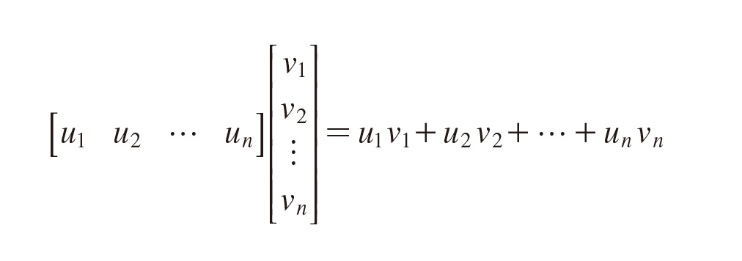 [u₁ u₂ ⋯ uₙ] [v₁ v₂ ⋮ vₙ] = u₁v₁ + u₂v₂ + ⋯ + uₙvₙ